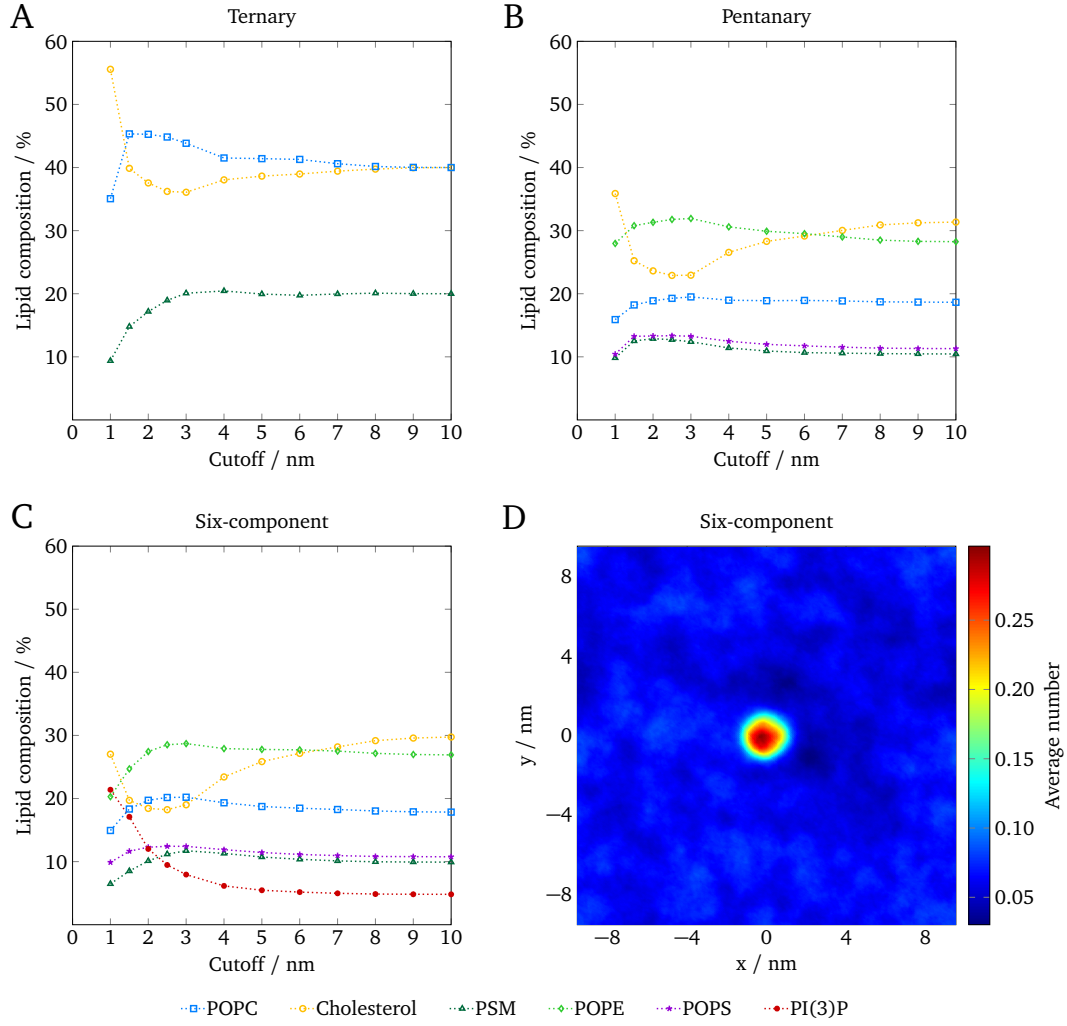 A
Ternary
60
50
40
30
20
10
Lipid composition / %
0 1 2 3 4 5 6 7 8 9 10
Cutoff / nm
B
Pentanary
60
50
40
30
20
10
Lipid composition / %
0 1 2 3 4 5 6 7 8 9 10
Cutoff / nm
C
Six-component
60
50
40
30
20
10
Lipid composition / %
0 1 2 3 4 5 6 7 8 9 10
Cutoff / nm
D
Six-component
8
4
0
−4
−8
y / nm
−8 −4 0 4 8
x / nm
0.25
0.20
0.15
0.10
0.05
Average number
POPC Cholesterol PSM POPE POPS PI(3)P